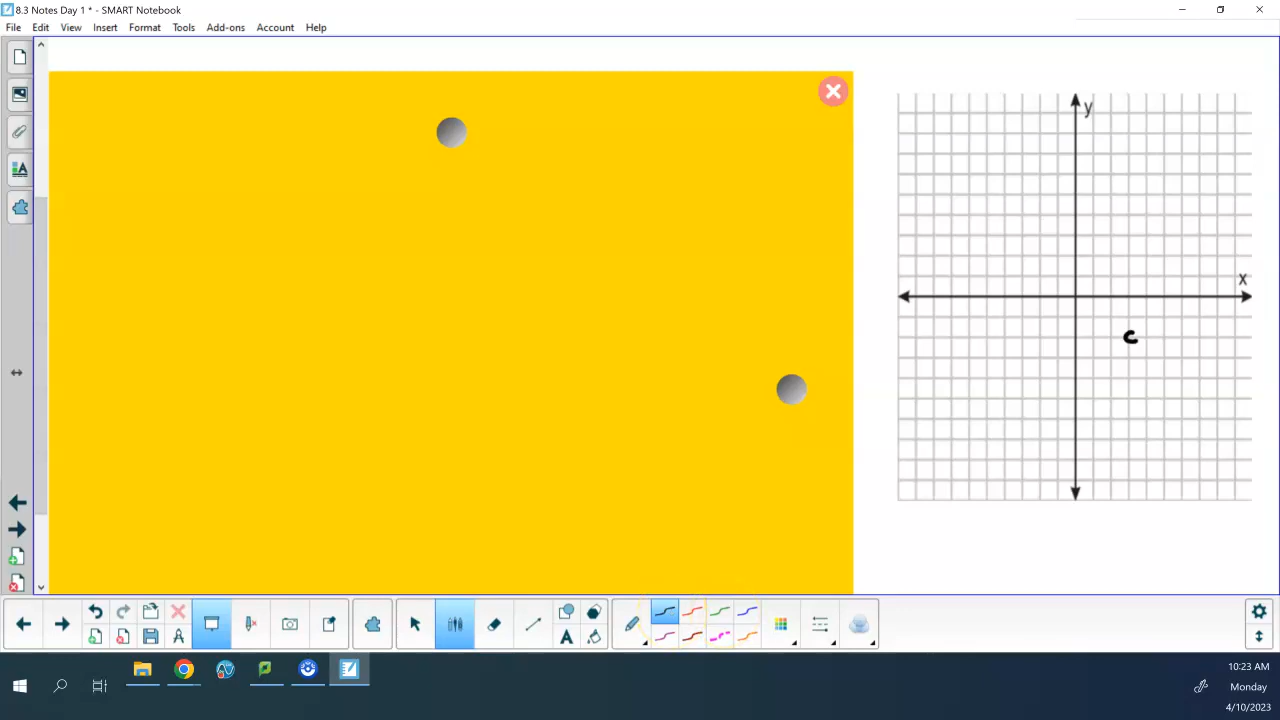 8.3 Notes Day 1 * - SMART Notebook
File Edit View Insert Format Tools Add-ons Account Help
y
x
c
10:23 AM
Monday
4/10/2023